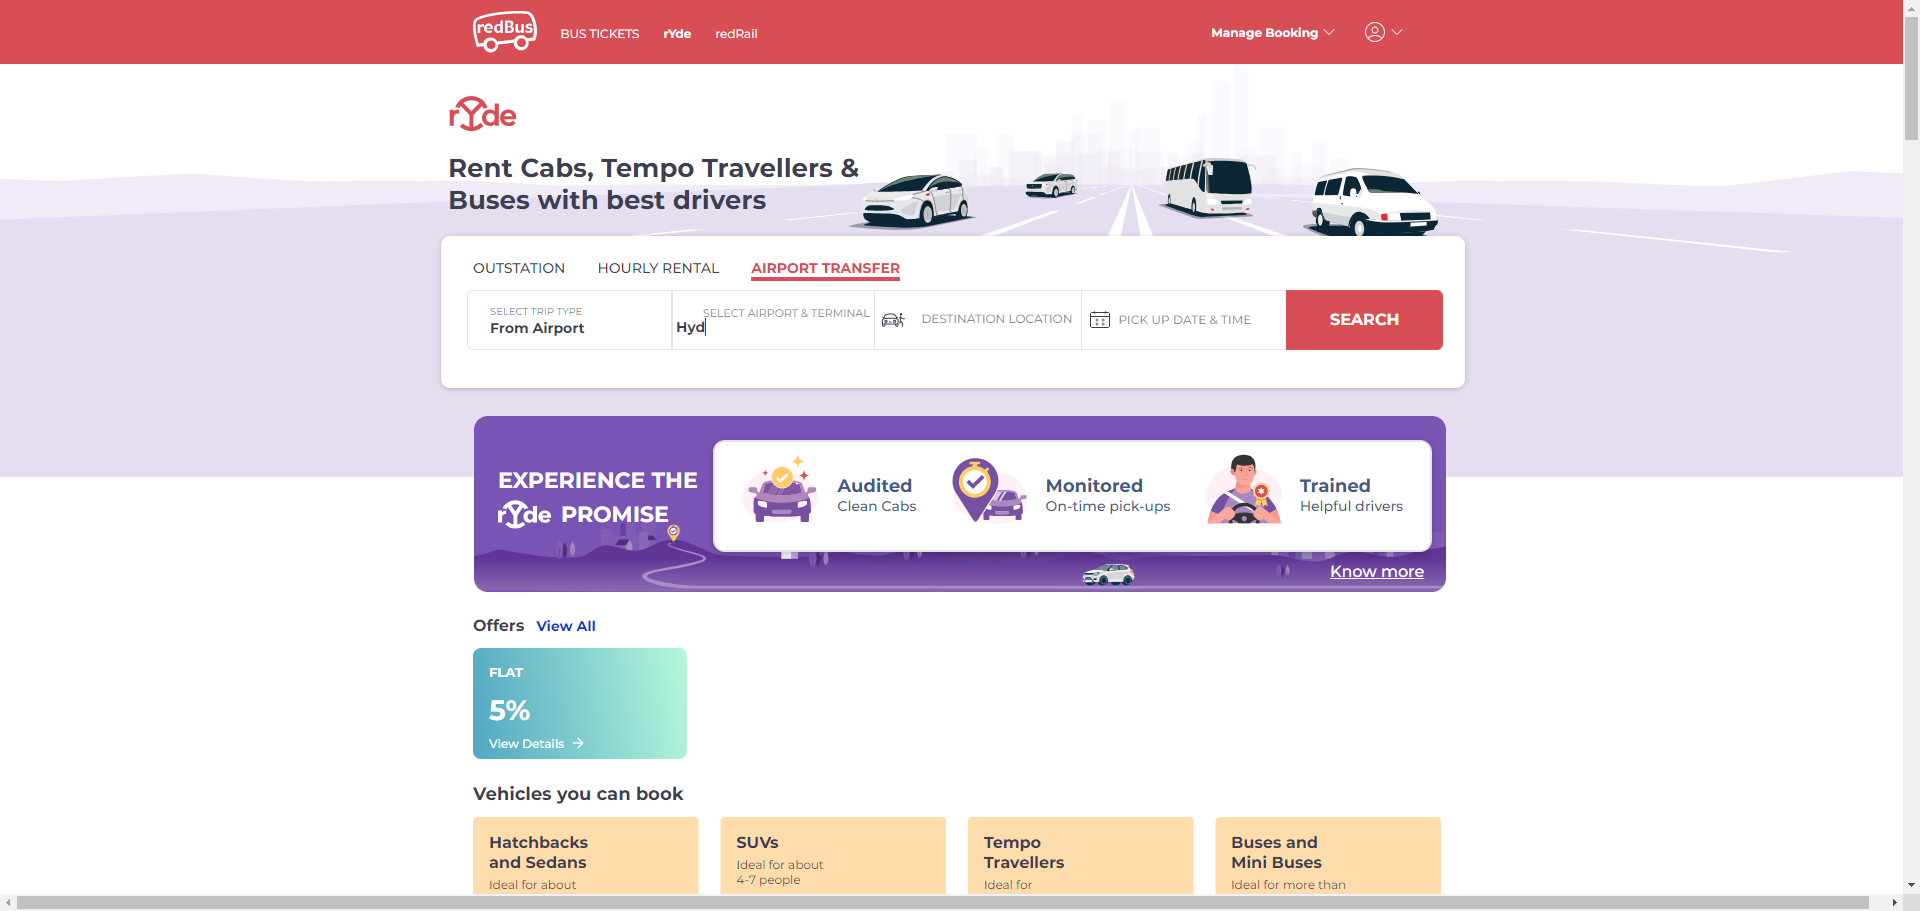 redBus
BUS TICKETS
rYde
redRail
Manage Booking
rYde
Rent Cabs, Tempo Travellers &
Buses with best drivers
OUTSTATION
HOURLY RENTAL
AIRPORT TRANSFER
SELECT TRIP TYPE
From Airport
SELECT AIRPORT & TERMINAL
Hyd
DESTINATION LOCATION
PICK UP DATE & TIME
SEARCH
EXPERIENCE THE
rYde PROMISE
Audited
Clean Cabs
Monitored
On-time pick-ups
Trained
Helpful drivers
Know more
Offers
View All
FLAT
5%
View Details
Vehicles you can book
Hatchbacks
and Sedans
Ideal for about
SUVs
Ideal for about
4-7 people
Tempo
Travellers
Ideal for
Buses and
Mini Buses
Ideal for more than